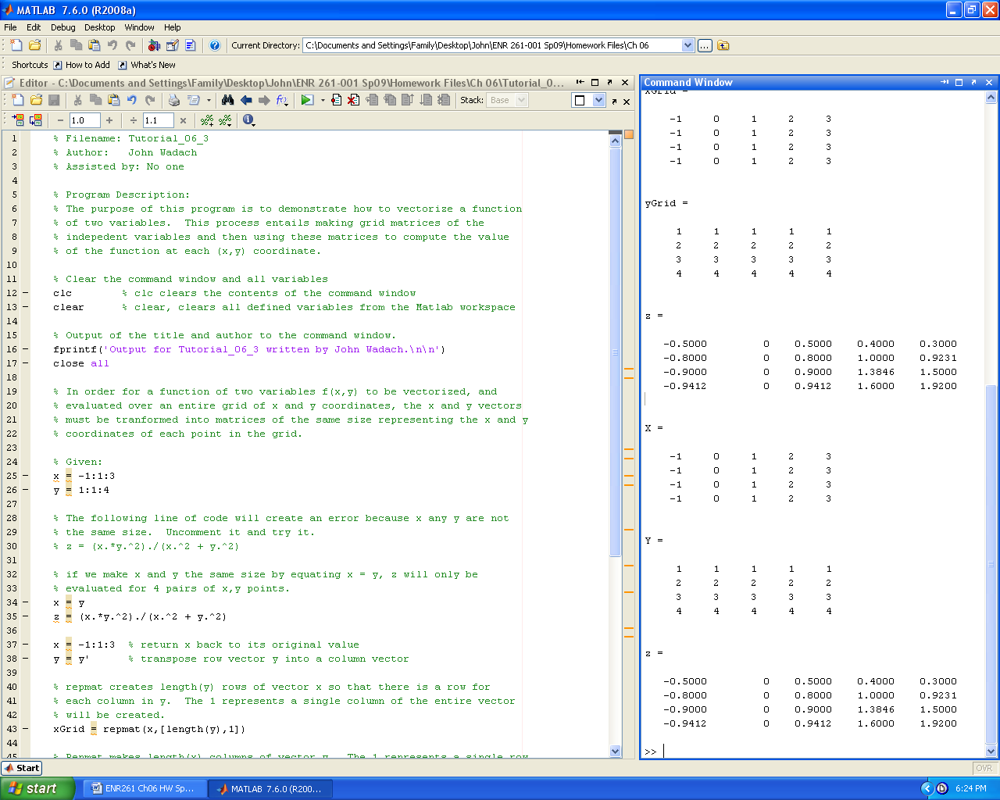 MATLAB 7.6.0 (R2008a)
File Edit Debug Desktop Window Help
Current Directory: C:\Documents and Settings\Family\Desktop\John\ENR 261-001 Sp09\Homework Files\Ch 06
Shortcuts How to Add What's New
Editor - C:\Documents and Settings\Family\Desktop\John\ENR 261-001 Sp09\Homework Files\Ch 06\Tutorial_0...
Stack: Base
− 1.0 + ÷ 1.1 ×
1 % Filename: Tutorial_06_3
2 % Author:   John Wadach
3 % Assisted by: No one
4
5 % Program Description:
6 % The purpose of this program is to demonstrate how to vectorize a function
7 % of two variables.  This process entails making grid matrices of the
8 % indepedent variables and then using these matrices to compute the value
9 % of the function at each (x,y) coordinate.
10
11 % Clear the command window and all variables
12 − clc        % clc clears the contents of the command window
13 − clear      % clear, clears all defined variables from the Matlab workspace
14
15 % Output of the title and author to the command window.
16 − fprintf('Output for Tutorial_06_3 written by John Wadach.\n\n')
17 − close all
18
19 % In order for a function of two variables f(x,y) to be vectorized, and
20 % evaluated over an entire grid of x and y coordinates, the x and y vectors
21 % must be tranformed into matrices of the same size representing the x and y
22 % coordinates of each point in the grid.
23
24 % Given:
25 − x = -1:1:3
26 − y = 1:1:4
27
28 % The following line of code will create an error because x any y are not
29 % the same size.  Uncomment it and try it.
30 % z = (x.*y.^2)./(x.^2 + y.^2)
31
32 % if we make x and y the same size by equating x = y, z will only be
33 % evaluated for 4 pairs of x,y points.
34 − x = y
35 − z = (x.*y.^2)./(x.^2 + y.^2)
36
37 − x = -1:1:3  % return x back to its original value
38 − y = y'      % transpose row vector y into a column vector
39
40 % repmat creates length(y) rows of vector x so that there is a row for
41 % each column in y.  The 1 represents a single column of the entire vector
42 % will be created.
43 − xGrid = repmat(x,[length(y),1])
44
45 % Repmat makes length(x) columns of vector y.  The 1 represents a single row
Command Window
xGrid =
-1 0 1 2 3
-1 0 1 2 3
-1 0 1 2 3
-1 0 1 2 3
yGrid =
1 1 1 1 1
2 2 2 2 2
3 3 3 3 3
4 4 4 4 4
z =
-0.5000 0 0.5000 0.4000 0.3000
-0.8000 0 0.8000 1.0000 0.9231
-0.9000 0 0.9000 1.3846 1.5000
-0.9412 0 0.9412 1.6000 1.9200
X =
-1 0 1 2 3
-1 0 1 2 3
-1 0 1 2 3
-1 0 1 2 3
Y =
1 1 1 1 1
2 2 2 2 2
3 3 3 3 3
4 4 4 4 4
z =
-0.5000 0 0.5000 0.4000 0.3000
-0.8000 0 0.8000 1.0000 0.9231
-0.9000 0 0.9000 1.3846 1.5000
-0.9412 0 0.9412 1.6000 1.9200
>>
Start
OVR
start
ENR261 Ch06 HW Sp...
MATLAB 7.6.0 (R200...
6:24 PM